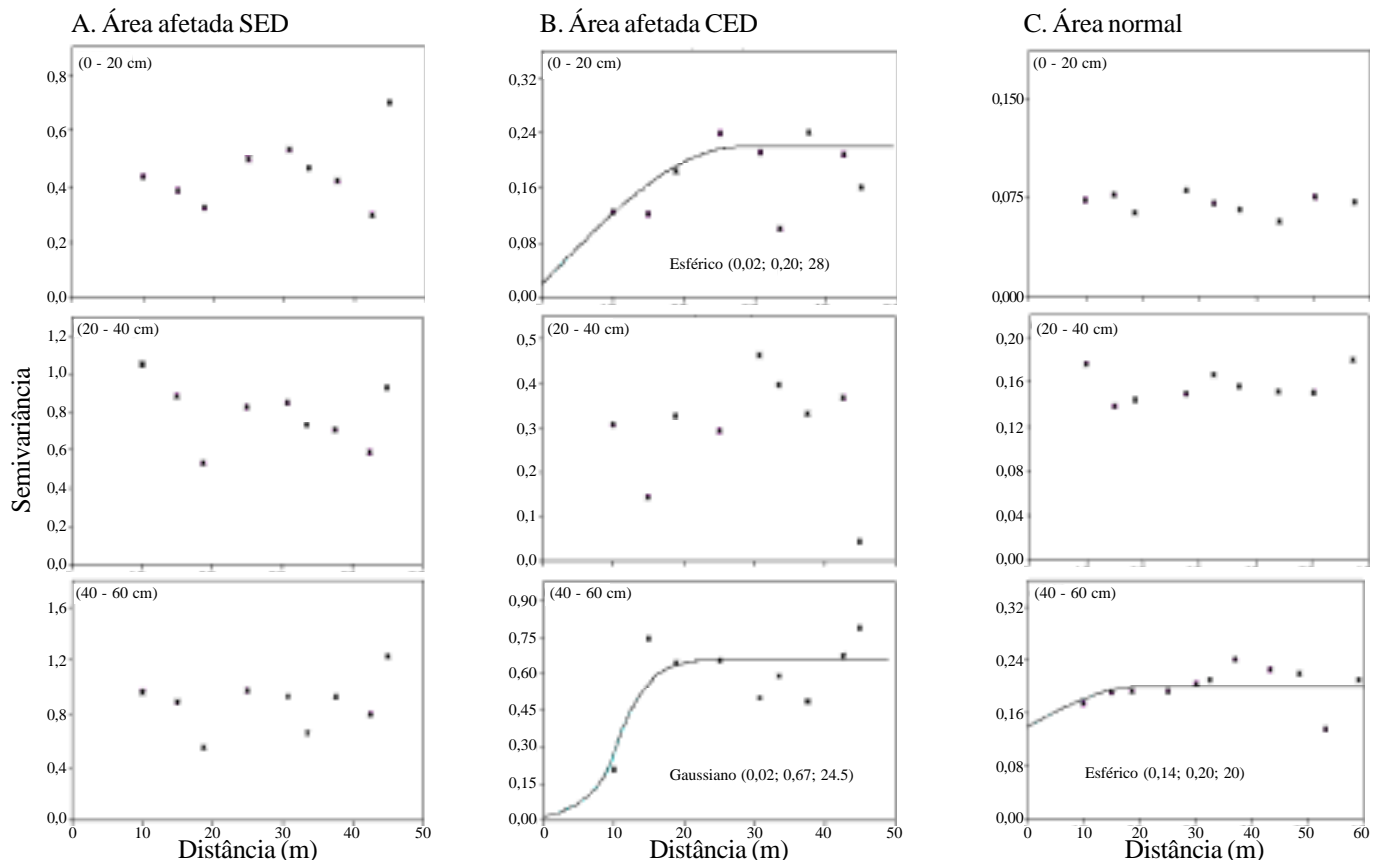 A. Área afetada SED
B. Área afetada CED
C. Área normal
(0 - 20 cm)
0,8
0,6
0,4
0,2
0,0
(0 - 20 cm)
0,32
0,24
0,16
0,08
0,00
Esférico (0,02; 0,20; 28)
(0 - 20 cm)
0,150
0,075
0,000
Semivariância
(20 - 40 cm)
1,2
1,0
0,8
0,6
0,4
0,2
0,0
(20 - 40 cm)
0,5
0,4
0,3
0,2
0,1
0,0
(20 - 40 cm)
0,20
0,16
0,12
0,08
0,04
0,00
(40 - 60 cm)
1,6
1,2
0,8
0,4
0,0
0 10 20 30 40 50
Distância (m)
(40 - 60 cm)
0,90
0,75
0,60
0,45
0,30
0,15
0,00
Gaussiano (0,02; 0,67; 24.5)
0 10 20 30 40 50
Distância (m)
(40 - 60 cm)
0,32
0,24
0,16
0,08
0,00
Esférico (0,14; 0,20; 20)
0 10 20 30 40 50 60
Distância (m)